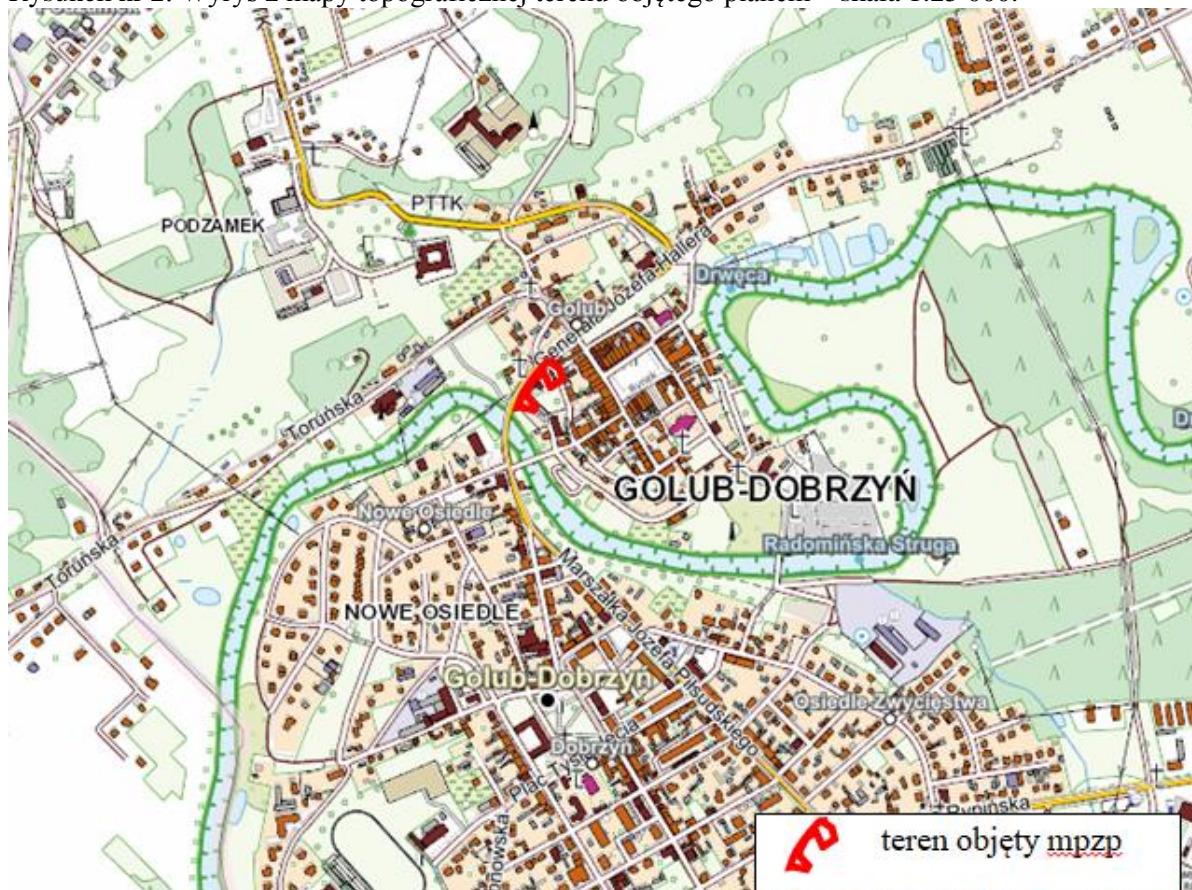 Rysunek nr 2. Wyrys z mapy topograficznej terenu objętego planem – skala 1:25 000.
PTTK
PODZAMEK
Generała Józefa Hallera
Drwęca
Golub
Rynek
Toruńska
GOLUB-DOBRZYŃ
Nowe Osiedle
Radomińska Struga
Toruńska
Marszałka Józefa Piłsudskiego
NOWE OSIEDLE
Golub-Dobrzyń
Osiedle Zwycięstwa
Dobrzyń
Plac Tysiąclecia
Rypińska
teren objęty mpzp